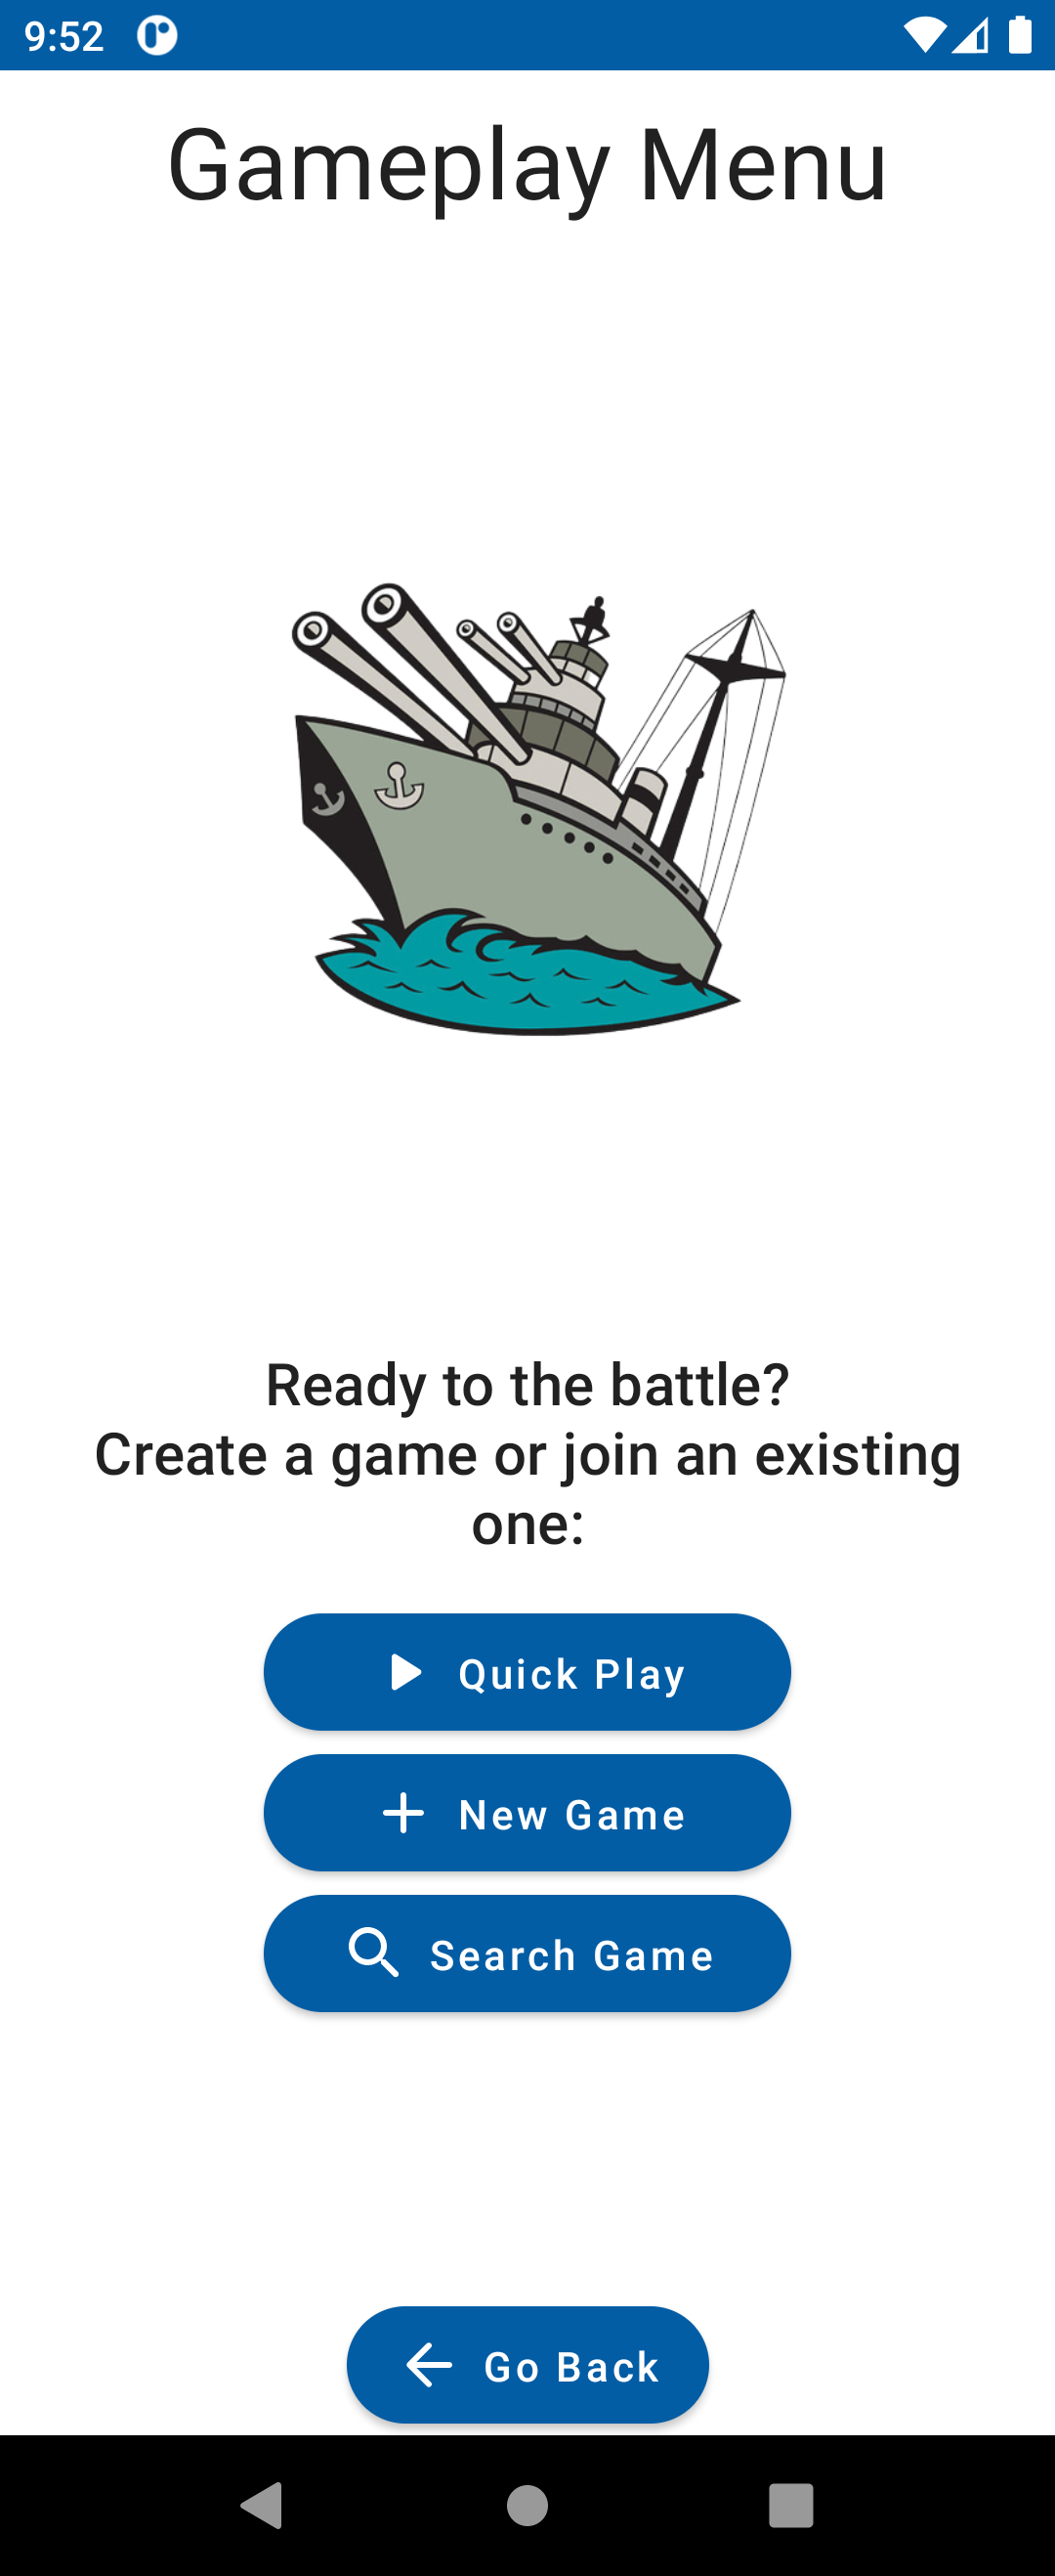 9:52
Gameplay Menu
Ready to the battle?
Create a game or join an existing
one:
Quick Play
New Game
Search Game
Go Back